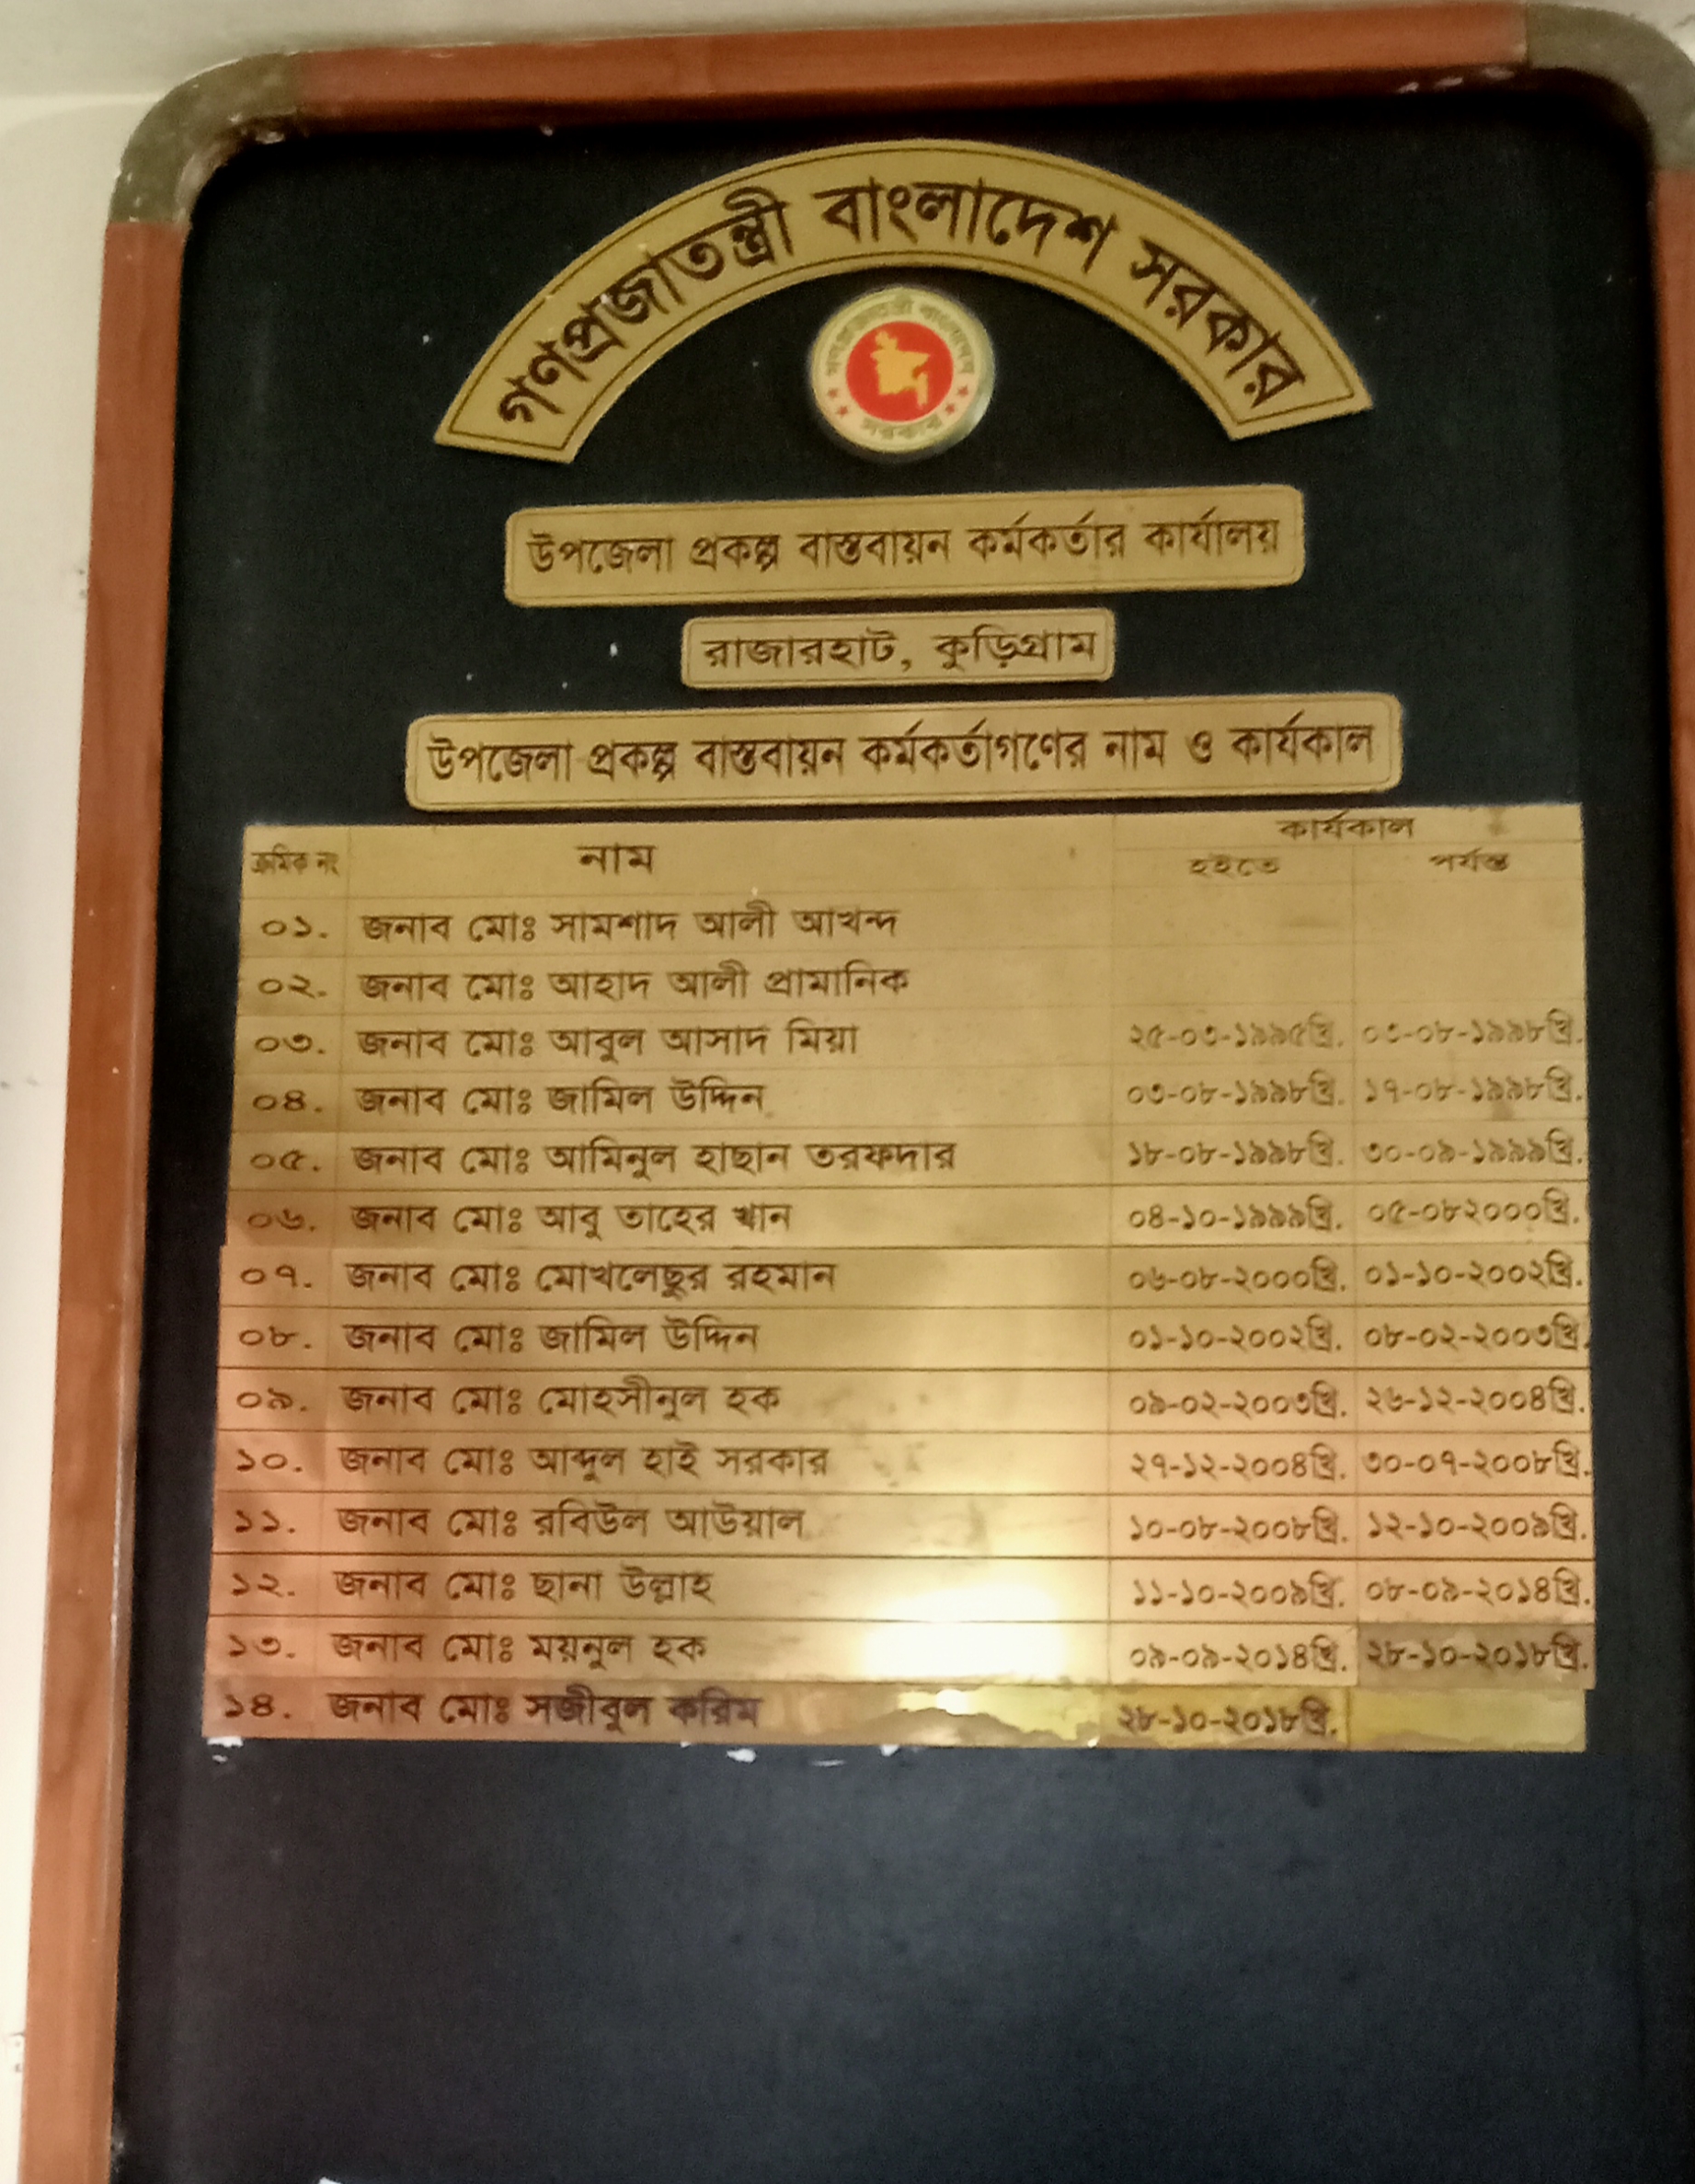 গণপ্রজাতন্ত্রী বাংলাদেশ সরকার
গণপ্রজাতন্ত্রী বাংলাদেশ
সরকার
উপজেলা প্রকল্প বাস্তবায়ন কর্মকর্তার কার্যালয়
রাজারহাট, কুড়িগ্রাম
উপজেলা প্রকল্প বাস্তবায়ন কর্মকর্তাগণের নাম ও কার্যকাল
ক্রমিক নং নাম কার্যকাল
হইতে পর্যন্ত
০১. জনাব মোঃ সামশাদ আলী আখন্দ
০২. জনাব মোঃ আহাদ আলী প্রামানিক
০৩. জনাব মোঃ আবুল আসাদ মিয়া ২৫-০৩-১৯৯৫খ্রি. ০৩-০৮-১৯৯৮খ্রি.
০৪. জনাব মোঃ জামিল উদ্দিন ০৩-০৮-১৯৯৮খ্রি. ১৭-০৮-১৯৯৮খ্রি.
০৫. জনাব মোঃ আমিনুল হাছান তরফদার ১৮-০৮-১৯৯৮খ্রি. ৩০-০৯-১৯৯৯খ্রি.
০৬. জনাব মোঃ আবু তাহের খান ০৪-১০-১৯৯৯খ্রি. ০৫-০৮২০০০খ্রি.
০৭. জনাব মোঃ মোখলেছুর রহমান ০৬-০৮-২০০০খ্রি. ০১-১০-২০০২খ্রি.
০৮. জনাব মোঃ জামিল উদ্দিন ০১-১০-২০০২খ্রি. ০৮-০২-২০০৩খ্রি.
০৯. জনাব মোঃ মোহসীনুল হক ০৯-০২-২০০৩খ্রি. ২৬-১২-২০০৪খ্রি.
১০. জনাব মোঃ আব্দুল হাই সরকার ২৭-১২-২০০৪খ্রি. ৩০-০৭-২০০৮খ্রি.
১১. জনাব মোঃ রবিউল আউয়াল ১০-০৮-২০০৮খ্রি. ১২-১০-২০০৯খ্রি.
১২. জনাব মোঃ ছানা উল্লাহ ১১-১০-২০০৯খ্রি. ০৮-০৯-২০১৪খ্রি.
১৩. জনাব মোঃ ময়নুল হক ০৯-০৯-২০১৪খ্রি. ২৮-১০-২০১৮খ্রি.
১৪. জনাব মোঃ সজীবুল করিম ২৮-১০-২০১৮খ্রি.